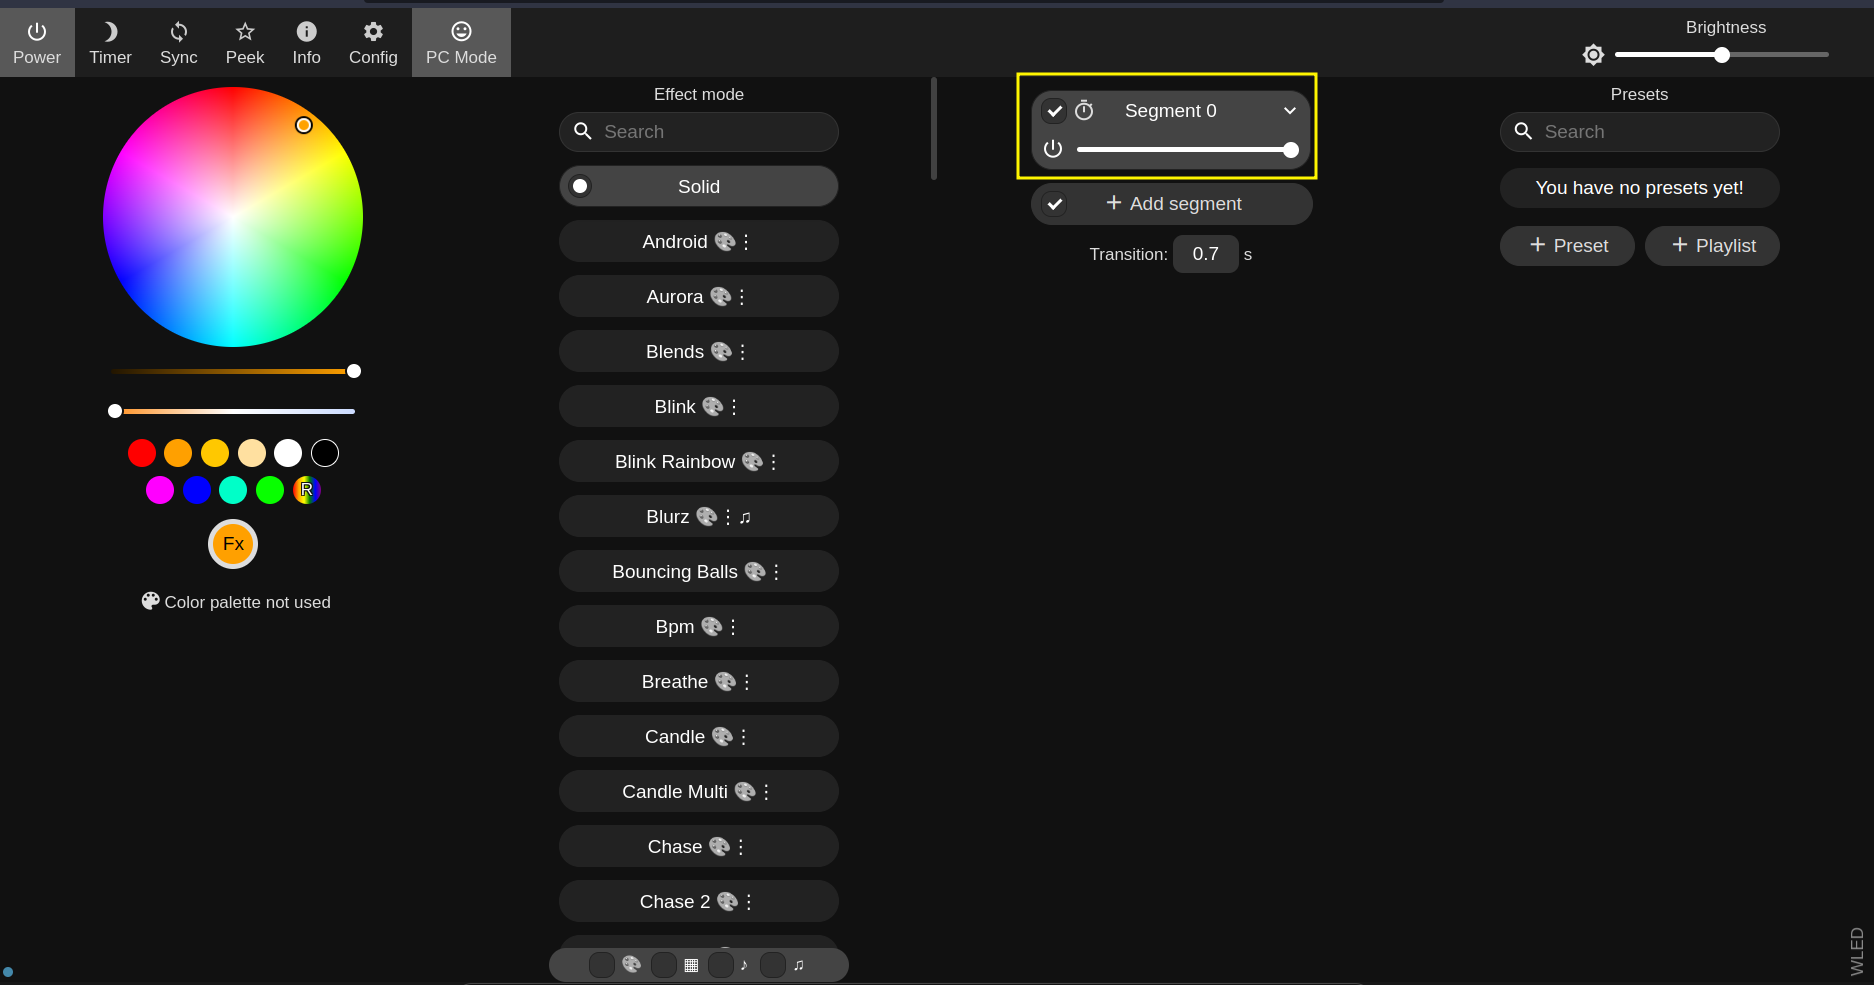 Power Timer Sync Peek Info Config PC Mode
Brightness
Effect mode
Search
Solid
Android
Aurora
Blends
Blink
Blink Rainbow
Blurz
Bouncing Balls
Bpm
Breathe
Candle
Candle Multi
Chase
Chase 2
R
Fx
Color palette not used
Segment 0
+ Add segment
Transition: 0.7 s
Presets
Search
You have no presets yet!
+ Preset + Playlist
WLED